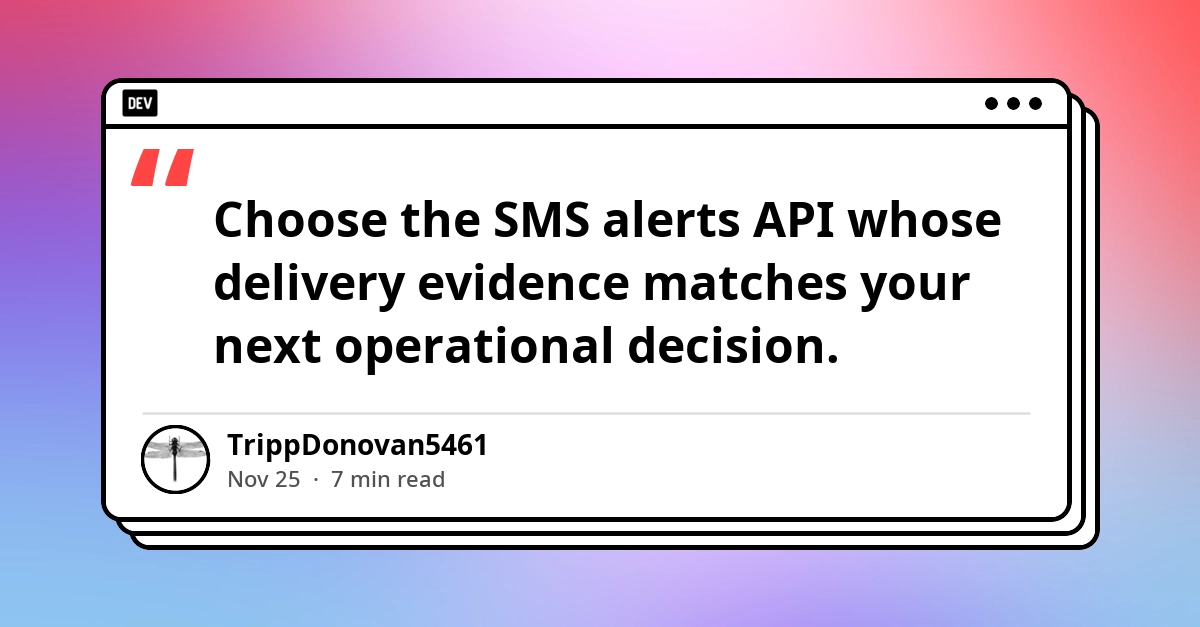 DEV
Choose the SMS alerts API whose
delivery evidence matches your
next operational decision.
TrippDonovan5461
Nov 25 · 7 min read